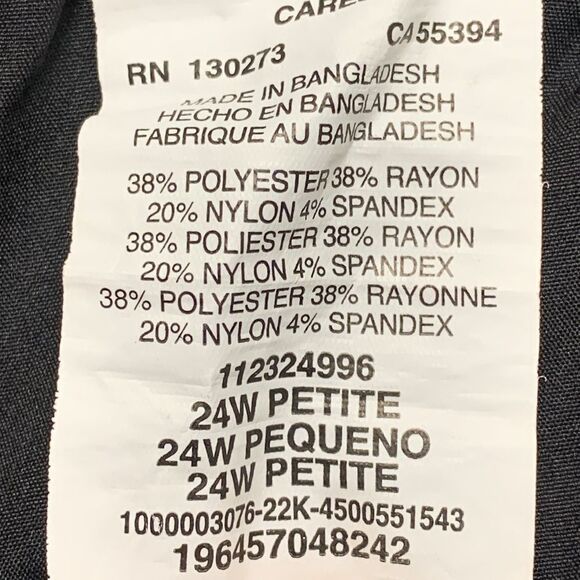 CA55394
RN 130273
MADE IN BANGLADESH
HECHO EN BANGLADESH
FABRIQUE AU BANGLADESH
38% POLYESTER 38% RAYON
20% NYLON 4% SPANDEX
38% POLIESTER 38% RAYON
20% NYLON 4% SPANDEX
38% POLYESTER 38% RAYONNE
20% NYLON 4% SPANDEX
112324996
24W PETITE
24W PEQUENO
24W PETITE
1000003076-22K-4500551543
196457048242